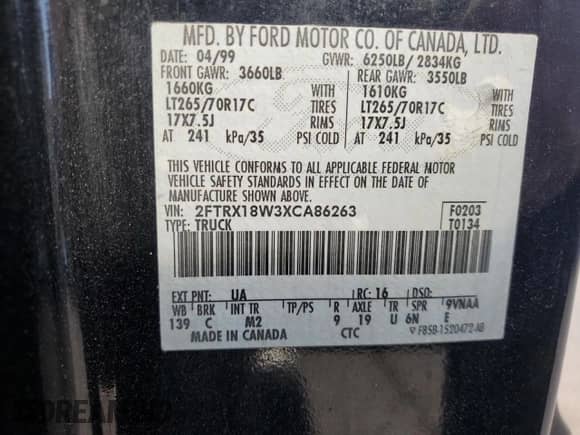 MFD. BY FORD MOTOR CO. OF CANADA, LTD.
DATE: 04/99 GVWR: 6250LB/ 2834KG
FRONT GAWR: 3660LB REAR GAWR: 3550LB
1660KG WITH 1610KG WITH
LT265/70R17C TIRES LT265/70R17C TIRES
17X7.5J RIMS 17X7.5J RIMS
AT 241 kPa/35 PSI COLD AT 241 kPa/35 PSI COLD
THIS VEHICLE CONFORMS TO ALL APPLICABLE FEDERAL MOTOR
VEHICLE SAFETY STANDARDS IN EFFECT ON THE DATE OF
MANUFACTURE SHOWN ABOVE.
VIN: 2FTRX18W3XCA86263 F0203
TYPE: TRUCK T0134
EXT PNT: UA RC: 16 DSO:
WB BRK INT TR TP/PS R AXLE TR SPR 9VNAA
139 C M2 9 19 U 6N E
MADE IN CANADA CTC F85B-1520472-AB